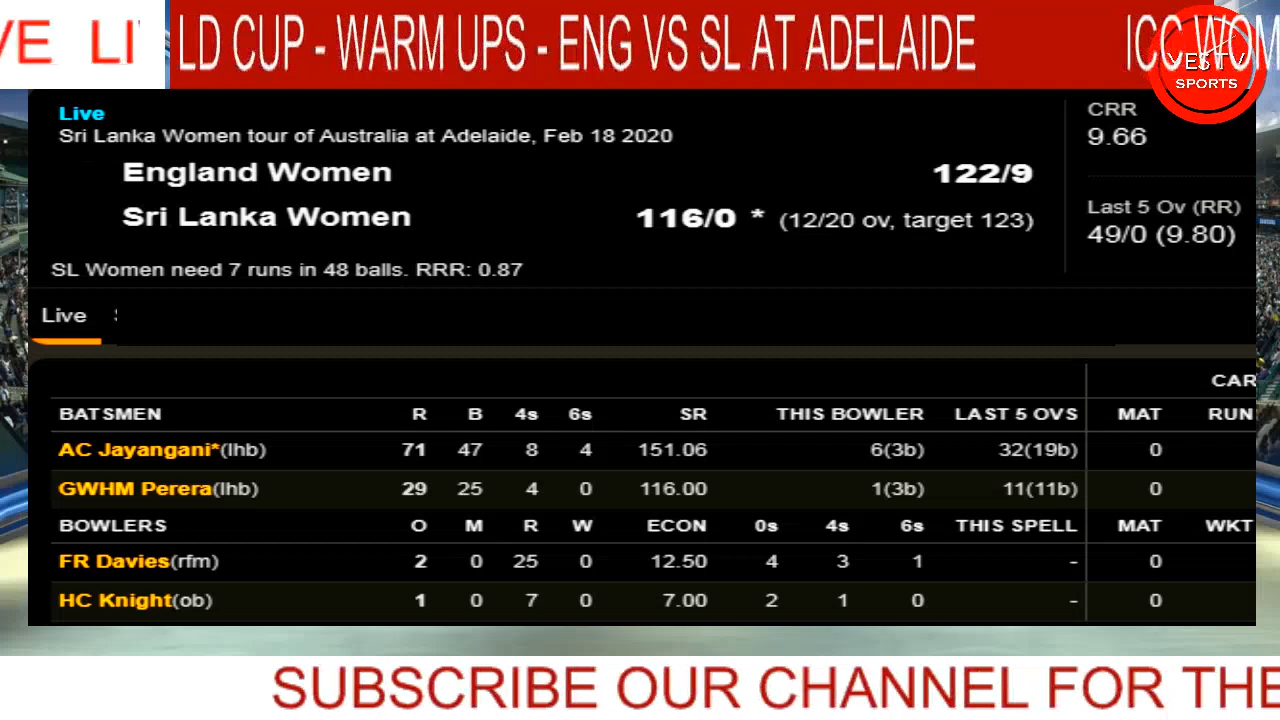 VE LI
LD CUP - WARM UPS - ENG VS SL AT ADELAIDE
ICC WOM
YES TV
SPORTS
Live
Sri Lanka Women tour of Australia at Adelaide, Feb 18 2020
England Women 122/9
Sri Lanka Women 116/0 * (12/20 ov, target 123)
SL Women need 7 runs in 48 balls. RRR: 0.87
CRR
9.66
Last 5 Ov (RR)
49/0 (9.80)
Live
CAR
BATSMEN R B 4s 6s SR THIS BOWLER LAST 5 OVS MAT RUN
AC Jayangani*(lhb) 71 47 8 4 151.06 6(3b) 32(19b) 0
GWHM Perera(lhb) 29 25 4 0 116.00 1(3b) 11(11b) 0
BOWLERS O M R W ECON 0s 4s 6s THIS SPELL MAT WKT
FR Davies(rfm) 2 0 25 0 12.50 4 3 1 - 0
HC Knight(ob) 1 0 7 0 7.00 2 1 0 - 0
SUBSCRIBE OUR CHANNEL FOR THE